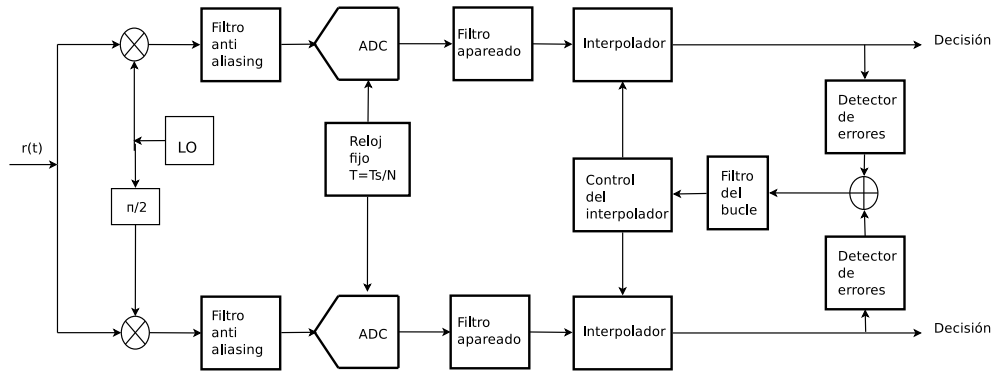 Filtro
anti
aliasing
ADC
Filtro
apareado
Interpolador
Decisión
Detector
de
errores
r(t)
LO
Reloj
fijo
T=Ts/N
π/2
Control
del
interpolador
Filtro
del
bucle
Detector
de
errores
Filtro
anti
aliasing
ADC
Filtro
apareado
Interpolador
Decisión